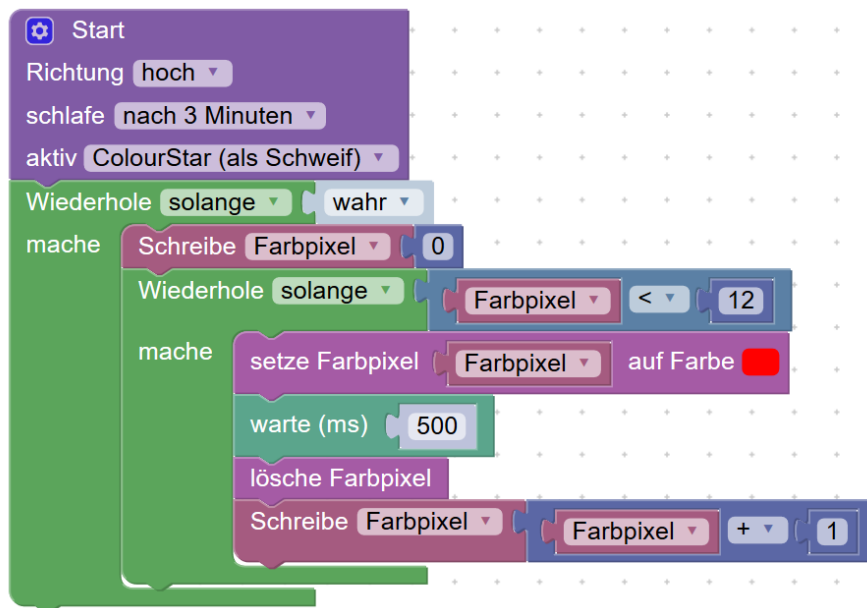 Start
Richtung hoch
schlafe nach 3 Minuten
aktiv ColourStar (als Schweif)
Wiederhole solange wahr
mache Schreibe Farbpixel 0
Wiederhole solange Farbpixel < 12
mache setze Farbpixel Farbpixel auf Farbe
warte (ms) 500
lösche Farbpixel
Schreibe Farbpixel Farbpixel + 1